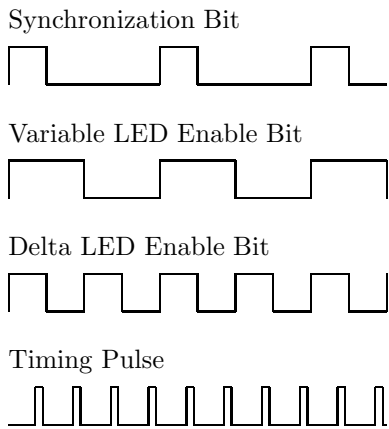 Synchronization Bit
Variable LED Enable Bit
Delta LED Enable Bit
Timing Pulse